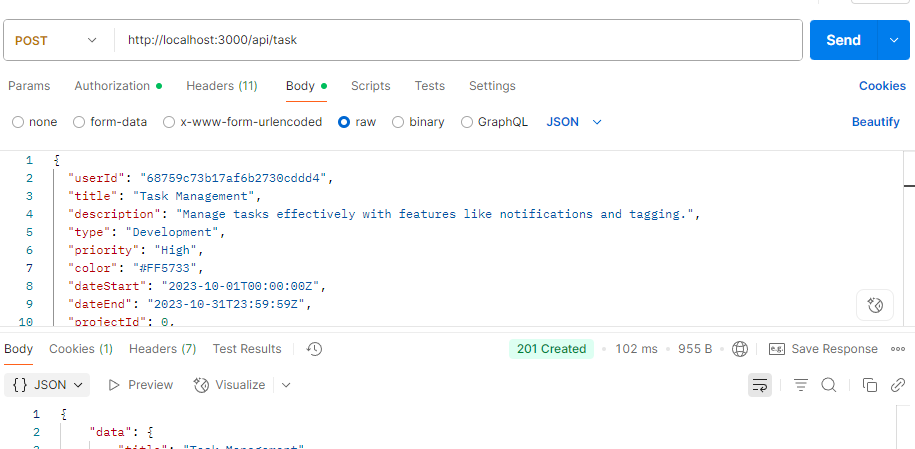 POST http://localhost:3000/api/task Send
Params Authorization Headers (11) Body Scripts Tests Settings Cookies
none form-data x-www-form-urlencoded raw binary GraphQL JSON Beautify
1 {
2 "userId": "68759c73b17af6b2730cddd4",
3 "title": "Task Management",
4 "description": "Manage tasks effectively with features like notifications and tagging.",
5 "type": "Development",
6 "priority": "High",
7 "color": "#FF5733",
8 "dateStart": "2023-10-01T00:00:00Z",
9 "dateEnd": "2023-10-31T23:59:59Z",
10 "projectId": 0,
Body Cookies (1) Headers (7) Test Results 201 Created 102 ms 955 B e.g. Save Response
{} JSON Preview Visualize
1 {
2 "data": {
3 "title": "Task Management"